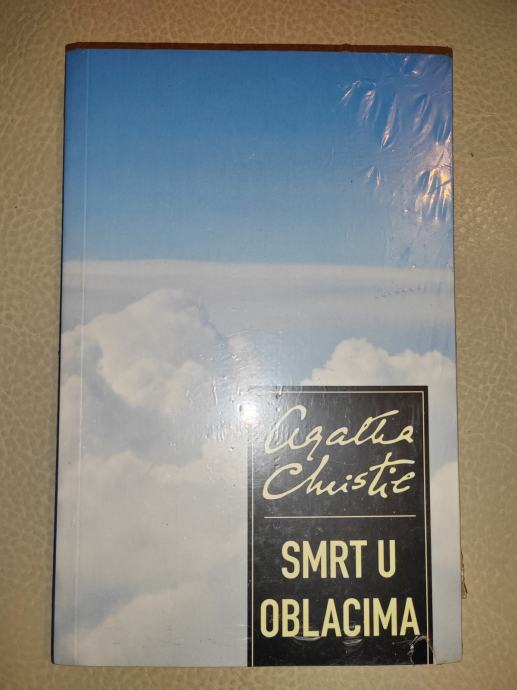 Agatha
Christie
SMRT U
OBLACIMA